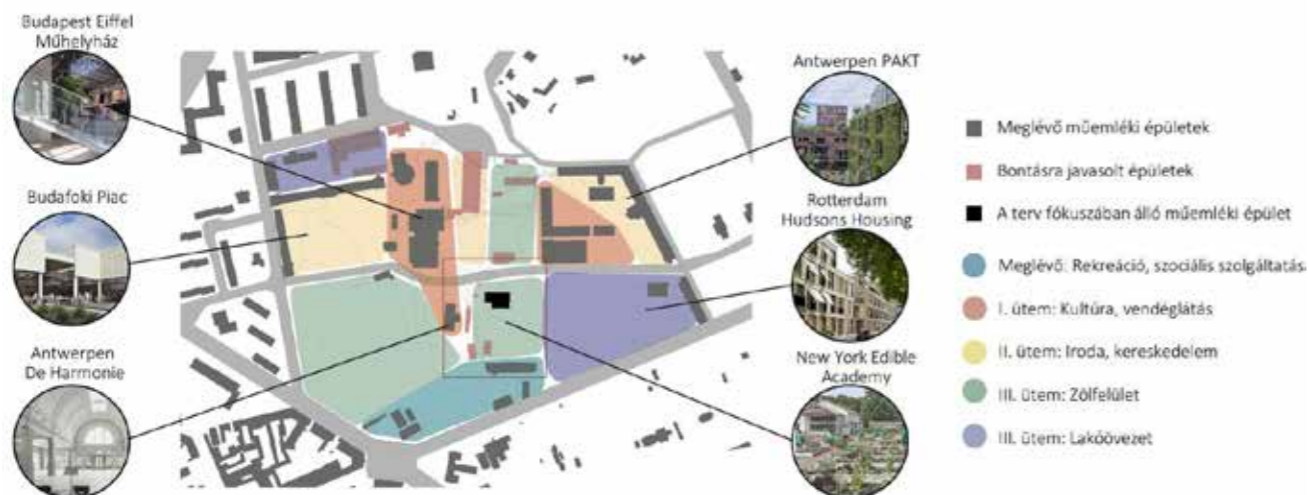 Budapest Eiffel
Műhelyház
Budafoki Piac
Antwerpen
De Harmonie
Antwerpen PAKT
Rotterdam
Hudsons Housing
New York Edible
Academy
Meglévő műemléki épületek
Bontásra javasolt épületek
A terv fókuszában álló műemléki épület
Meglévő: Rekreáció, szociális szolgáltatás
I. ütem: Kultúra, vendéglátás
II. ütem: Iroda, kereskedelem
III. ütem: Zölfelület
III. ütem: Lakóövezet